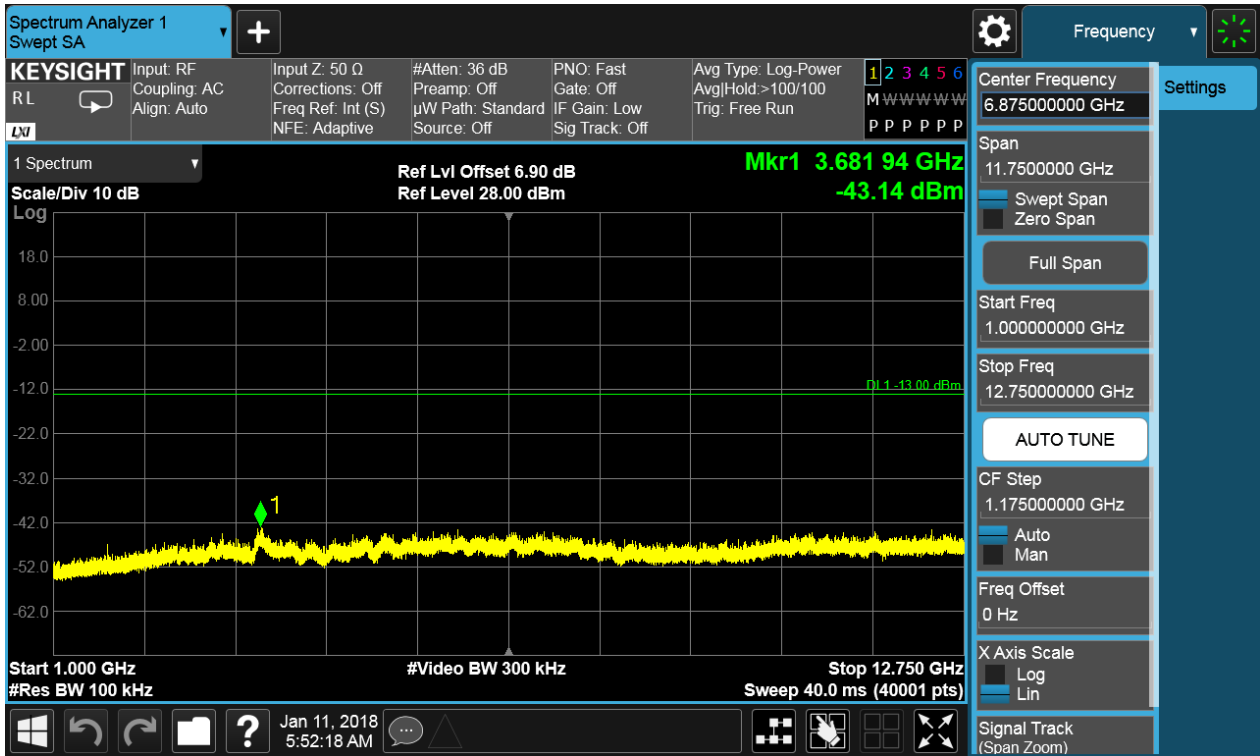 Spectrum Analyzer 1
Swept SA
+
Frequency
KEYSIGHT
R L
LXI
Input: RF
Coupling: AC
Align: Auto
Input Z: 50 Ω
Corrections: Off
Freq Ref: Int (S)
NFE: Adaptive
#Atten: 36 dB
Preamp: Off
µW Path: Standard
Source: Off
PNO: Fast
Gate: Off
IF Gain: Low
Sig Track: Off
Avg Type: Log-Power
Avg|Hold:>100/100
Trig: Free Run
1 2 3 4 5 6
M W W W W W
P P P P P P
1 Spectrum
Scale/Div 10 dB
Log
Ref Lvl Offset 6.90 dB
Ref Level 28.00 dBm
Mkr1 3.681 94 GHz
-43.14 dBm
18.0
8.00
-2.00
-12.0
-22.0
-32.0
-42.0
-52.0
-62.0
DL1 -13.00 dBm
1
Start 1.000 GHz
#Res BW 100 kHz
#Video BW 300 kHz
Stop 12.750 GHz
Sweep 40.0 ms (40001 pts)
?
Jan 11, 2018
5:52:18 AM
Center Frequency
6.875000000 GHz
Span
11.7500000 GHz
Swept Span
Zero Span
Full Span
Start Freq
1.000000000 GHz
Stop Freq
12.750000000 GHz
AUTO TUNE
CF Step
1.175000000 GHz
Auto
Man
Freq Offset
0 Hz
X Axis Scale
Log
Lin
Signal Track
(Span Zoom)
Settings